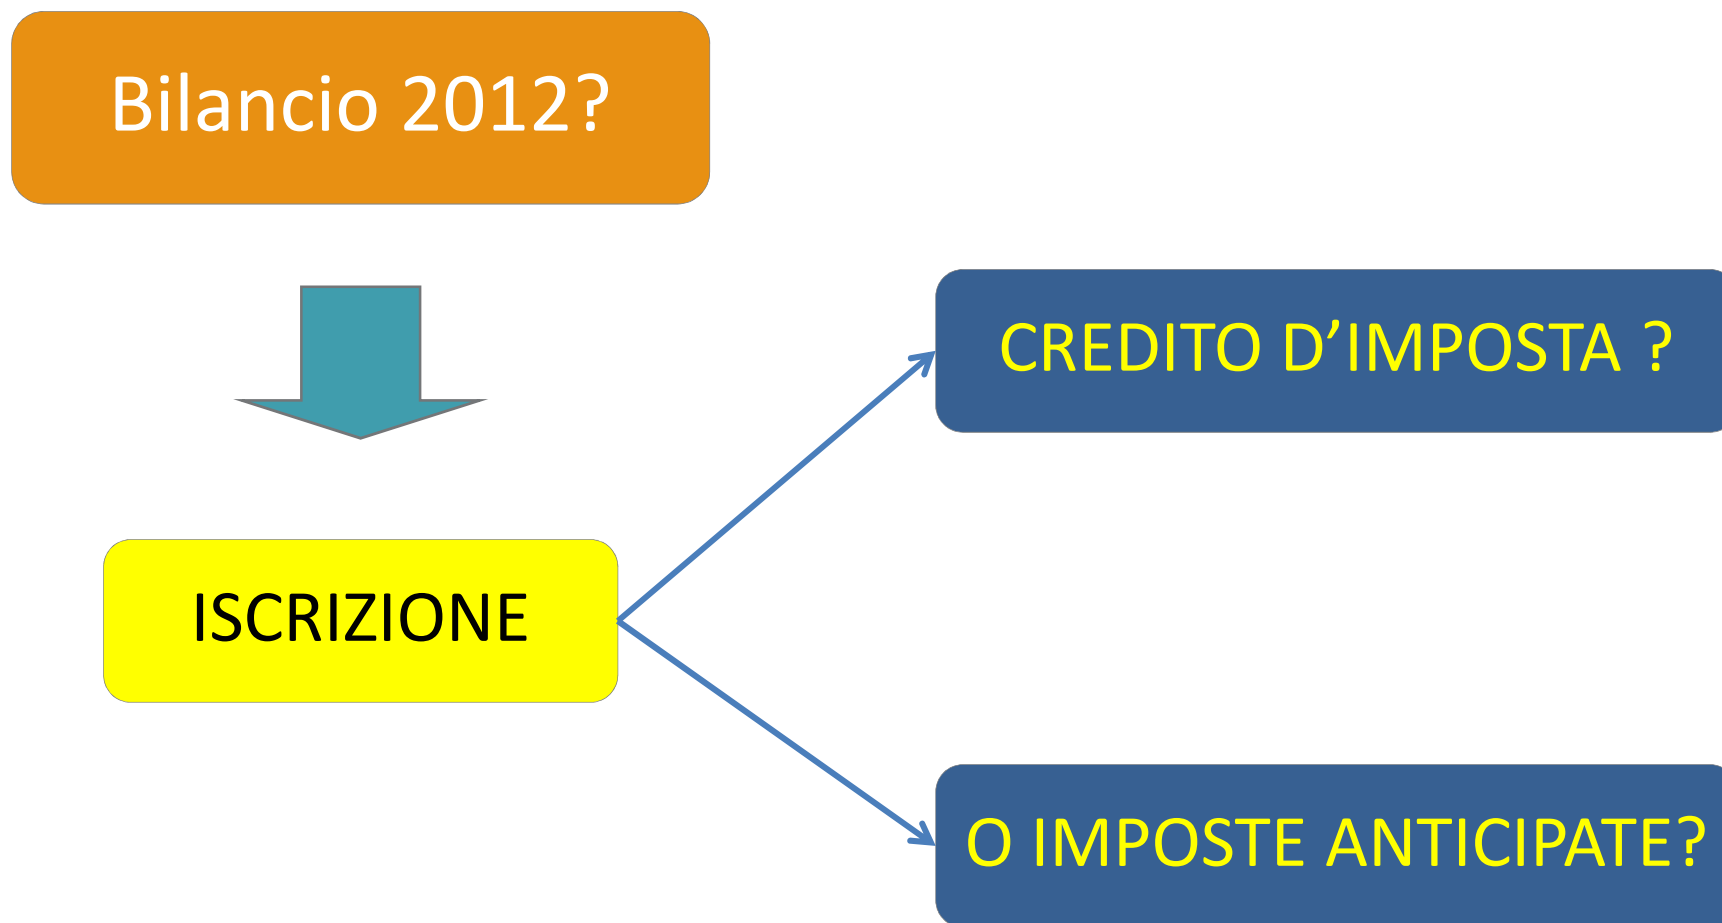 Bilancio 2012?
CREDITO D’IMPOSTA ?
ISCRIZIONE
O IMPOSTE ANTICIPATE?